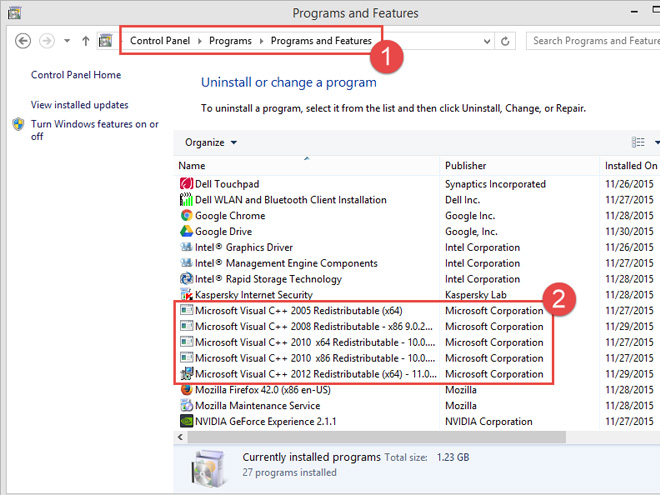 Programs and Features
Control Panel Programs Programs and Features
Search Programs and Feature
1
Control Panel Home
View installed updates
Turn Windows features on or
off
Uninstall or change a program
To uninstall a program, select it from the list and then click Uninstall, Change, or Repair.
Organize
Name Publisher Installed On
Dell Touchpad Synaptics Incorporated 11/26/2015
Dell WLAN and Bluetooth Client Installation Dell Inc. 11/27/2015
Google Chrome Google Inc. 11/28/2015
Google Drive Google, Inc. 11/30/2015
Intel® Graphics Driver Intel Corporation 11/28/2015
Intel® Management Engine Components Intel Corporation 11/27/2015
Intel® Rapid Storage Technology Intel Corporation 11/28/2015
Kaspersky Internet Security Kaspersky Lab 11/28/2015
2
Microsoft Visual C++ 2005 Redistributable (x64) Microsoft Corporation 11/27/2015
Microsoft Visual C++ 2008 Redistributable - x86 9.0.2... Microsoft Corporation 11/29/2015
Microsoft Visual C++ 2010 x64 Redistributable - 10.0.... Microsoft Corporation 11/27/2015
Microsoft Visual C++ 2010 x86 Redistributable - 10.0.... Microsoft Corporation 11/27/2015
Microsoft Visual C++ 2012 Redistributable (x64) - 11.0... Microsoft Corporation 11/29/2015
Mozilla Firefox 42.0 (x86 en-US) Mozilla 11/28/2015
Mozilla Maintenance Service Mozilla 11/28/2015
NVIDIA GeForce Experience 2.1.1 NVIDIA Corporation 11/27/2015
Currently installed programs Total size: 1.23 GB
27 programs installed